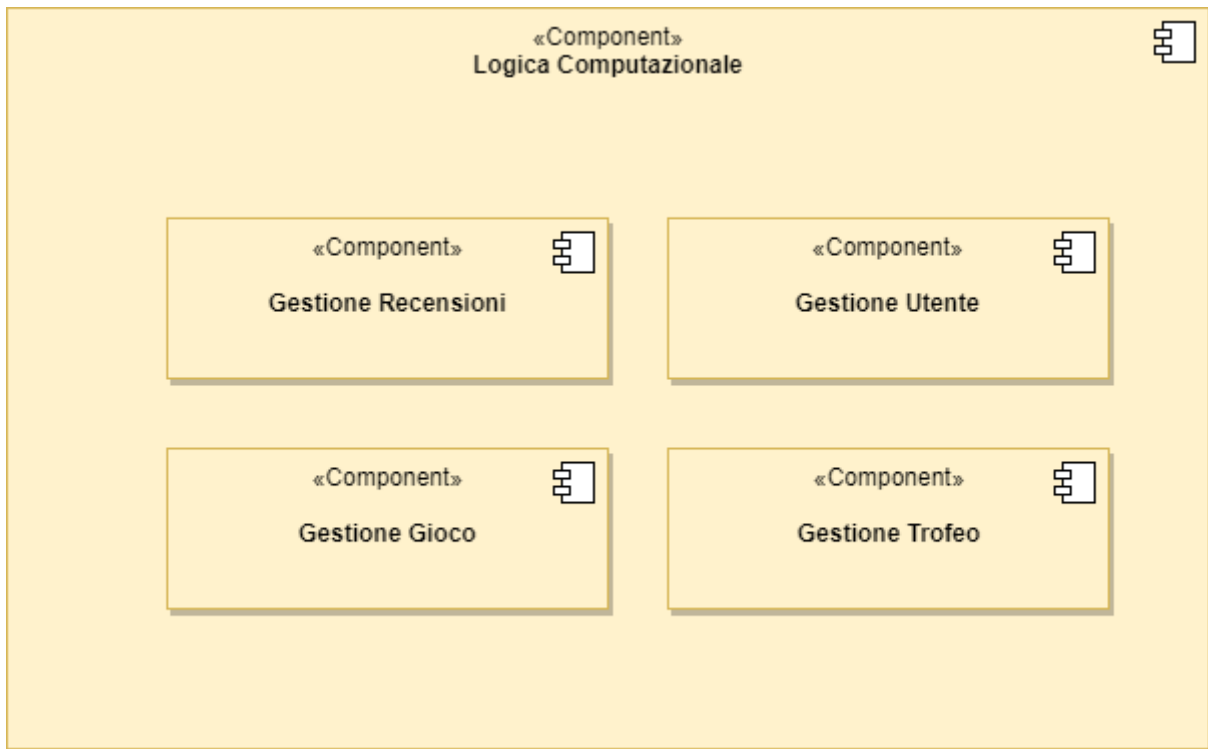 «Component»
Logica Computazionale
«Component»
Gestione Recensioni
«Component»
Gestione Utente
«Component»
Gestione Gioco
«Component»
Gestione Trofeo